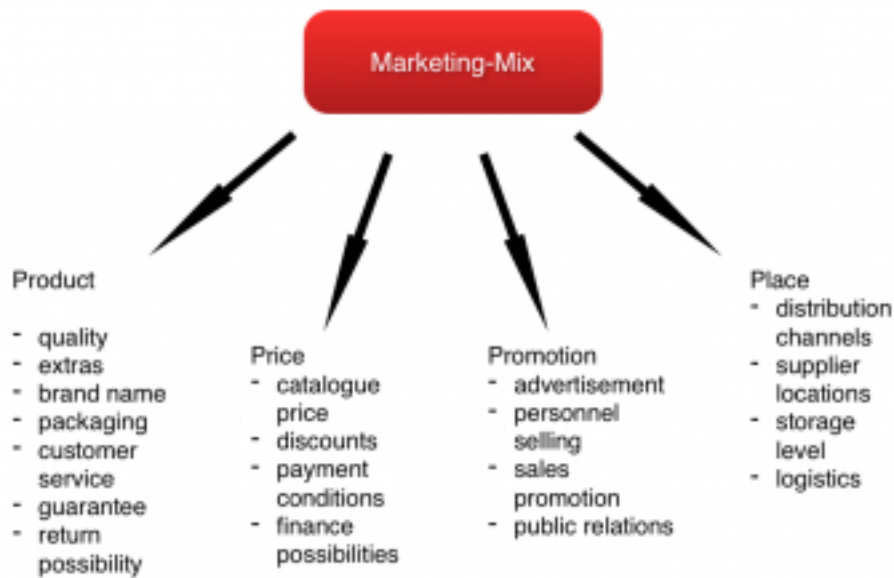 Marketing-Mix
Product
- quality
- extras
- brand name
- packaging
- customer
service
- guarantee
- return
possibility
Price
- catalogue
price
- discounts
- payment
conditions
- finance
possibilities
Promotion
- advertisement
- personnel
selling
- sales
promotion
- public relations
Place
- distribution
channels
- supplier
locations
- storage
level
- logistics